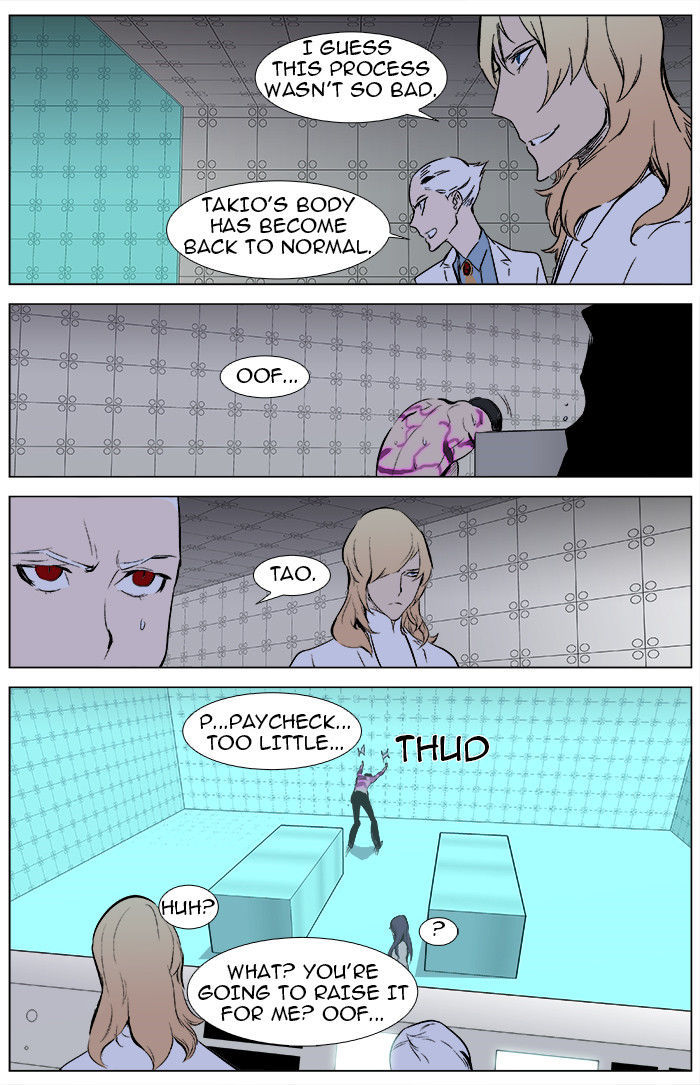 I GUESS
THIS PROCESS
WASN'T SO BAD.
TAKIO'S BODY
HAS BECOME
BACK TO NORMAL.
OOF...
TAO.
P...PAYCHECK...
TOO LITTLE...
THUD
HUH?
?
WHAT? YOU'RE
GOING TO RAISE IT
FOR ME? OOF...